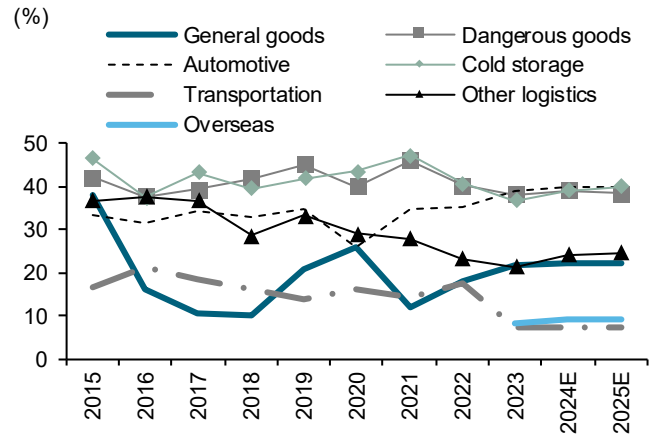 (%)
General goods
Dangerous goods
Automotive
Cold storage
Transportation
Other logistics
Overseas
50
40
30
20
10
0
2015
2016
2017
2018
2019
2020
2021
2022
2023
2024E
2025E